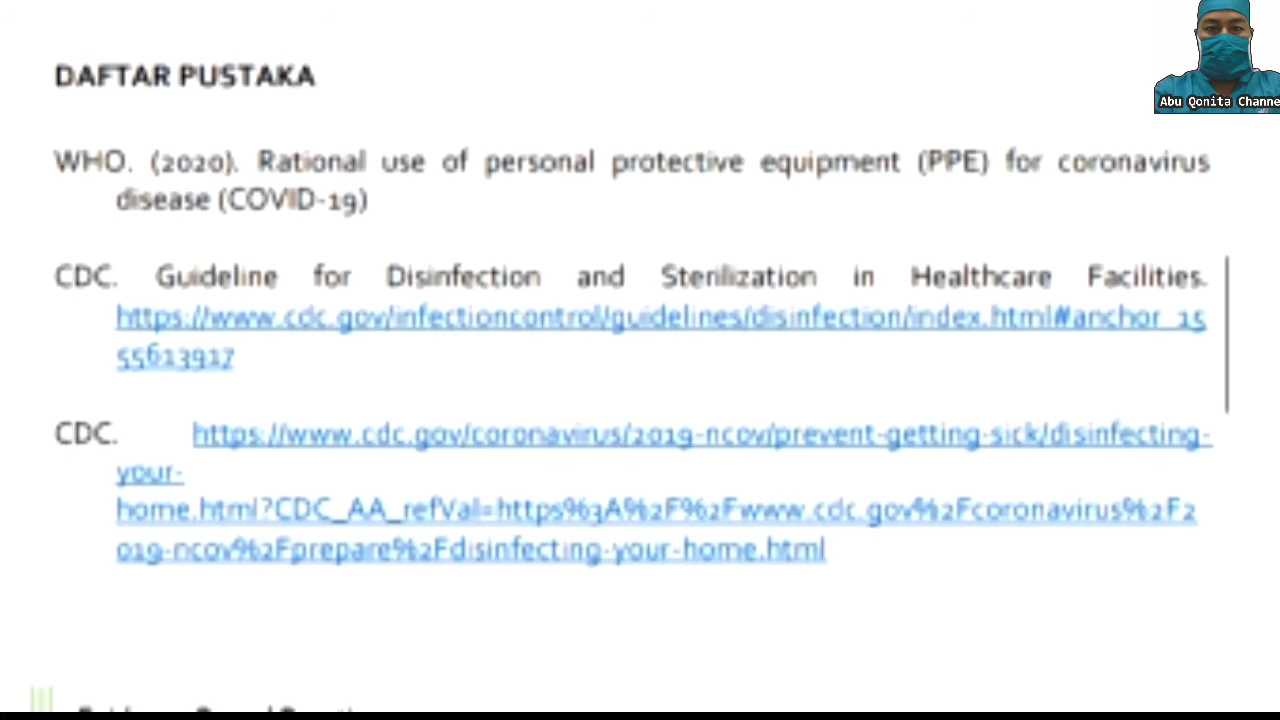 DAFTAR PUSTAKA
Abu Qonita Channe
WHO. (2020). Rational use of personal protective equipment (PPE) for coronavirus
disease (COVID-19)
CDC. Guideline for Disinfection and Sterilization in Healthcare Facilities.
https://www.cdc.gov/infectioncontrol/guidelines/disinfection/index.html#anchor_15
55613917
CDC. https://www.cdc.gov/coronavirus/2019-ncov/prevent-getting-sick/disinfecting-
your-
home.html?CDC_AA_refVal=https%3A%2F%2Fwww.cdc.gov%2Fcoronavirus%2F2
019-ncov%2Fprepare%2Fdisinfecting-your-home.html